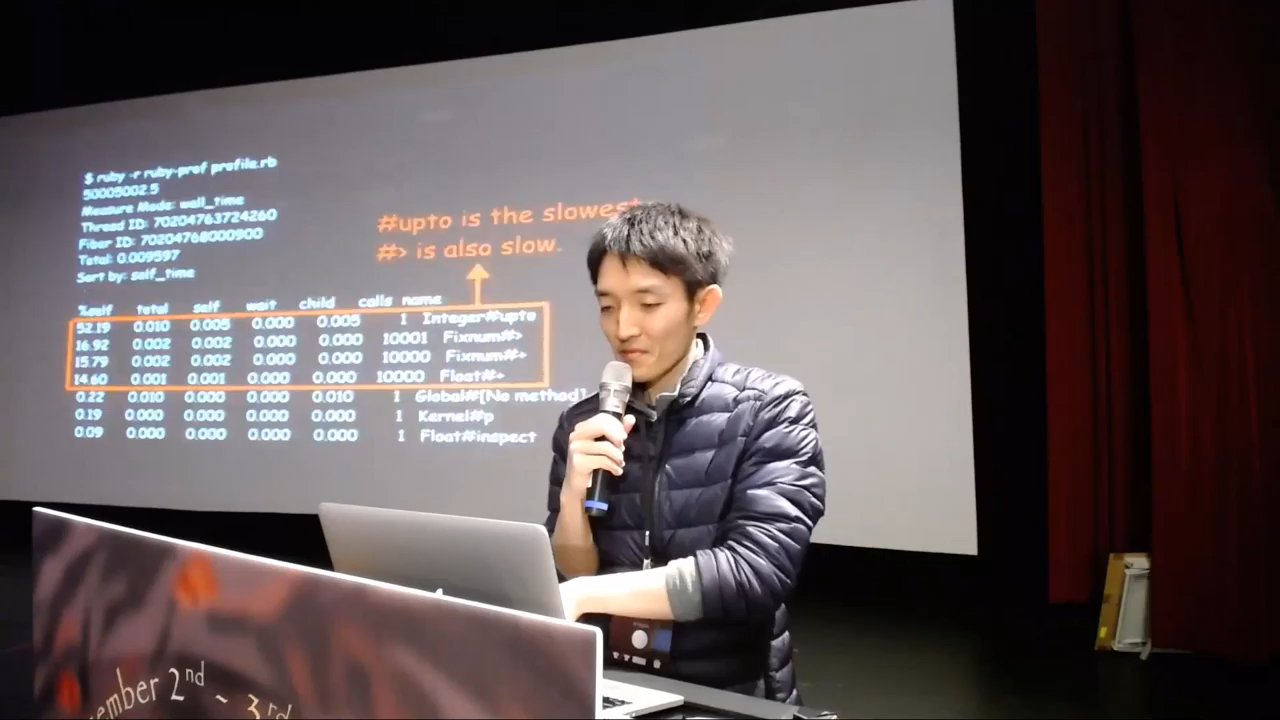 $ ruby -r ruby-prof profile.rb
50005002.5
Measure Mode: wall_time
Thread ID: 70204763724260
Fiber ID: 70204768000900
Total: 0.009597
Sort by: self_time
#upto is the slowest
#> is also slow.
%self total self wait child calls name
52.19 0.010 0.005 0.000 0.005 1 Integer#upto
16.92 0.002 0.002 0.000 0.000 10001 Fixnum#>
15.79 0.002 0.002 0.000 0.000 10000 Fixnum#+
14.60 0.001 0.001 0.000 0.000 10000 Float#+
0.22 0.010 0.000 0.000 0.010 1 Global#[No method]
0.19 0.000 0.000 0.000 0.000 1 Kernel#p
0.09 0.000 0.000 0.000 0.000 1 Float#inspect
ember 2nd ~ 3rd